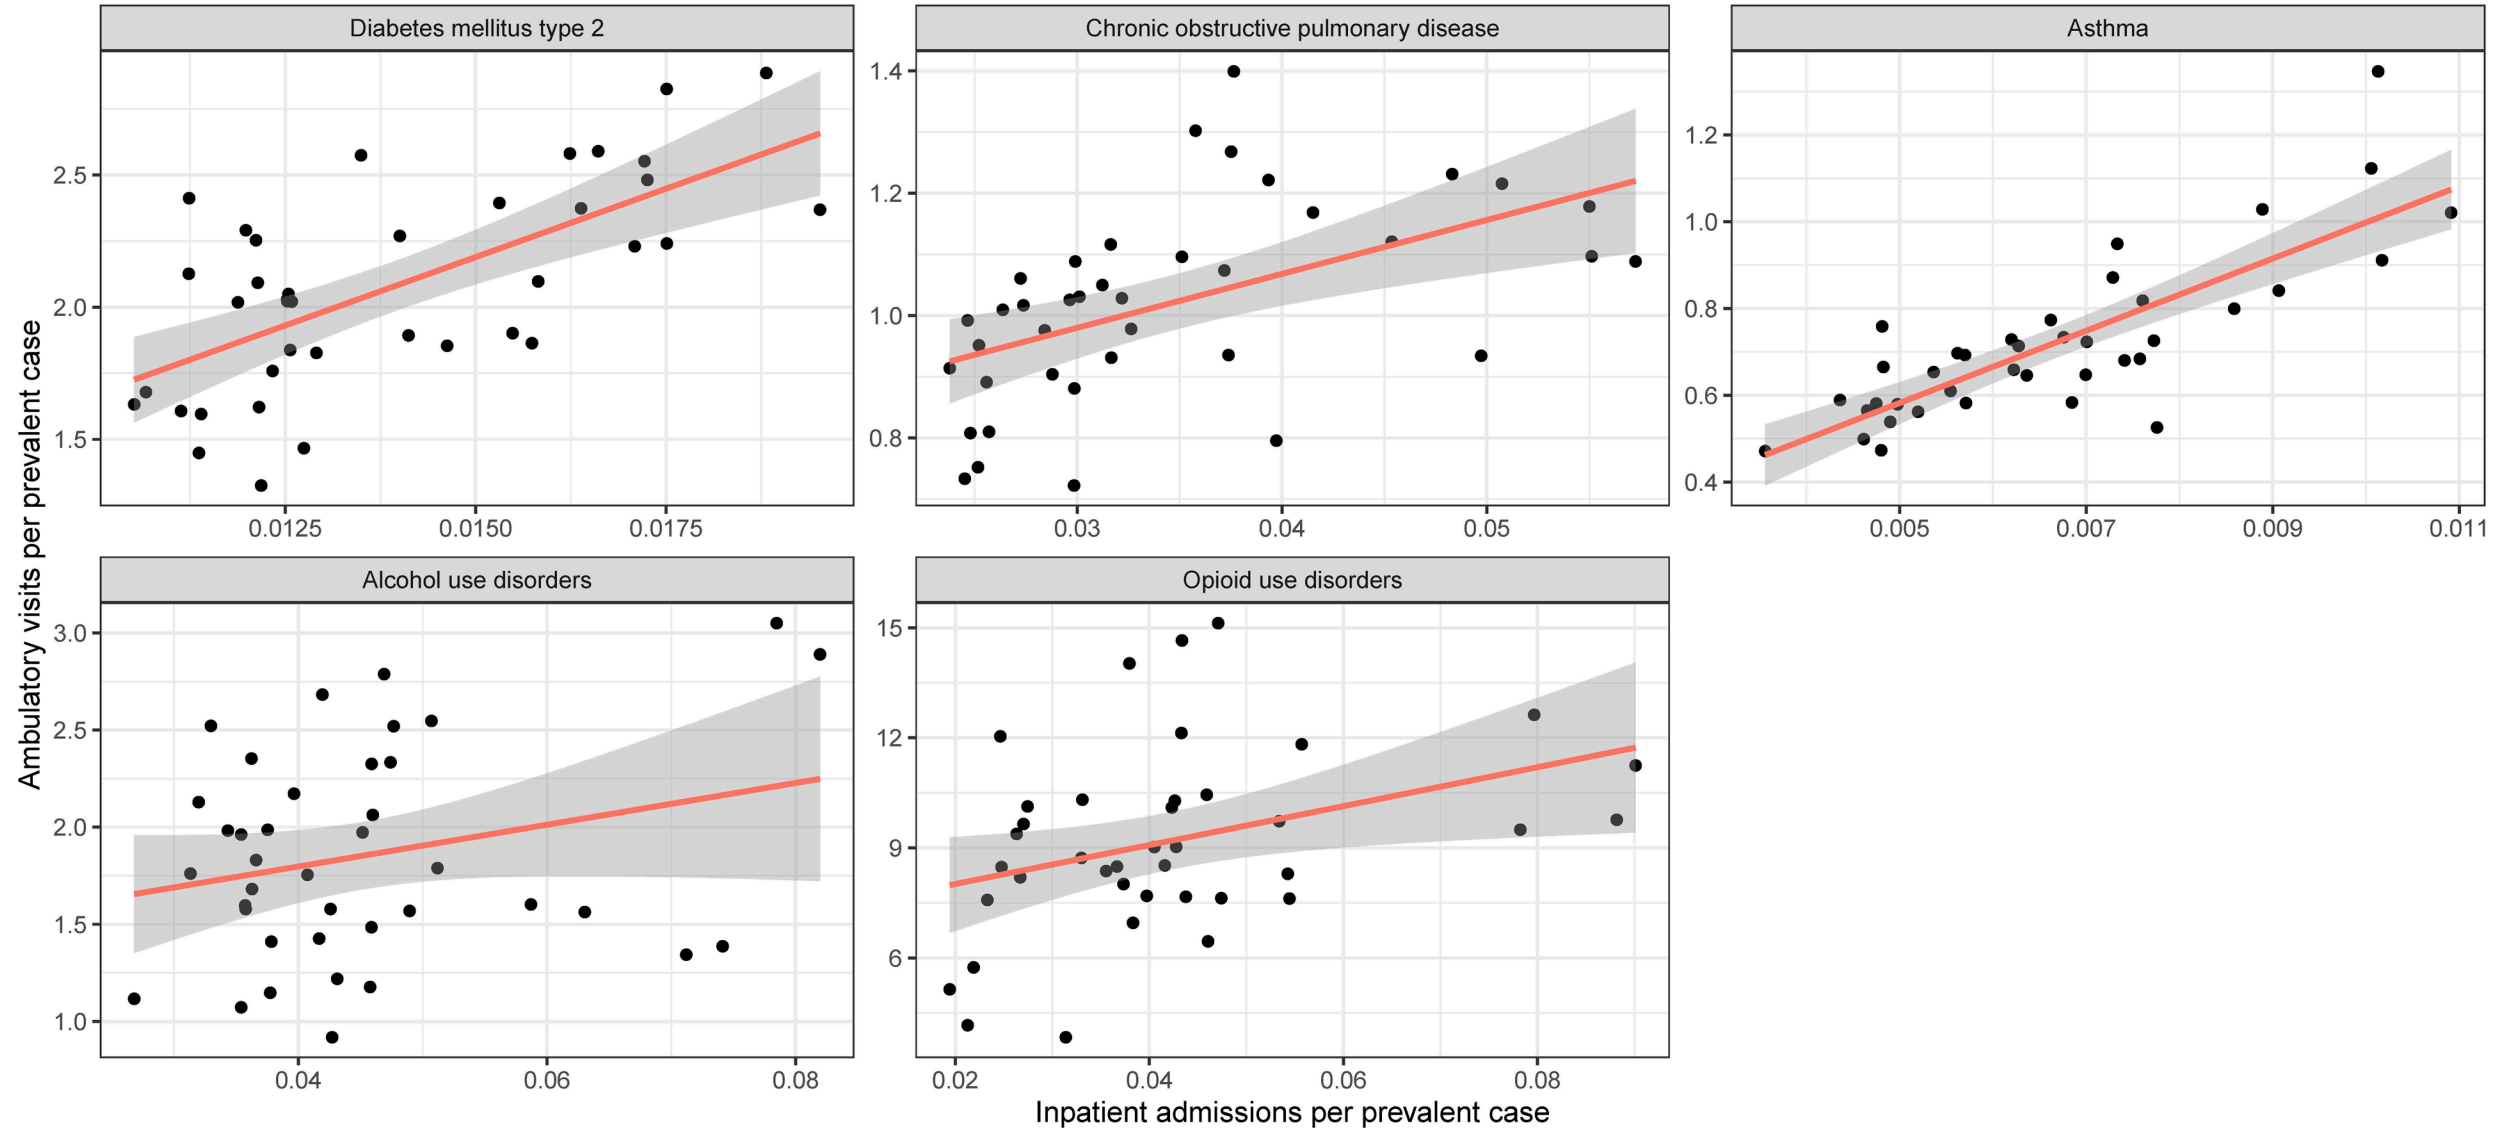 Diabetes mellitus type 2
Chronic obstructive pulmonary disease
Asthma
2.5
2.0
1.5
0.0125 0.0150 0.0175
1.4
1.2
1.0
0.8
0.03 0.04 0.05
1.2
1.0
0.8
0.6
0.4
0.005 0.007 0.009 0.011
Ambulatory visits per prevalent case
Alcohol use disorders
Opioid use disorders
3.0
2.5
2.0
1.5
1.0
0.04 0.06 0.08
15
12
9
6
0.02 0.04 0.06 0.08
Inpatient admissions per prevalent case